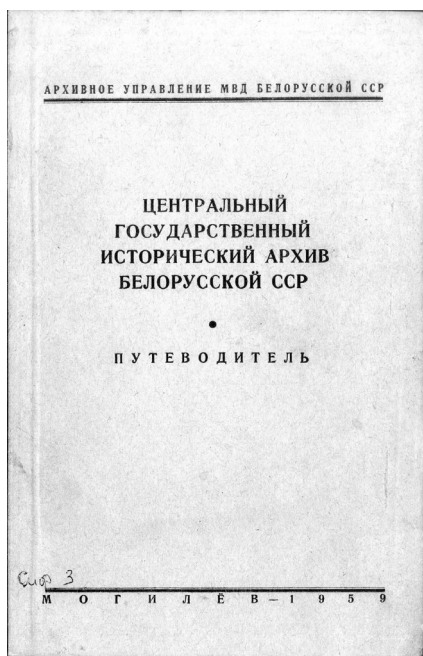 АРХИВНОЕ УПРАВЛЕНИЕ МВД БЕЛОРУССКОЙ ССР
ЦЕНТРАЛЬНЫЙ
ГОСУДАРСТВЕННЫЙ
ИСТОРИЧЕСКИЙ АРХИВ
БЕЛОРУССКОЙ ССР
•
ПУТЕВОДИТЕЛЬ
3
МОГИЛЁВ—1959